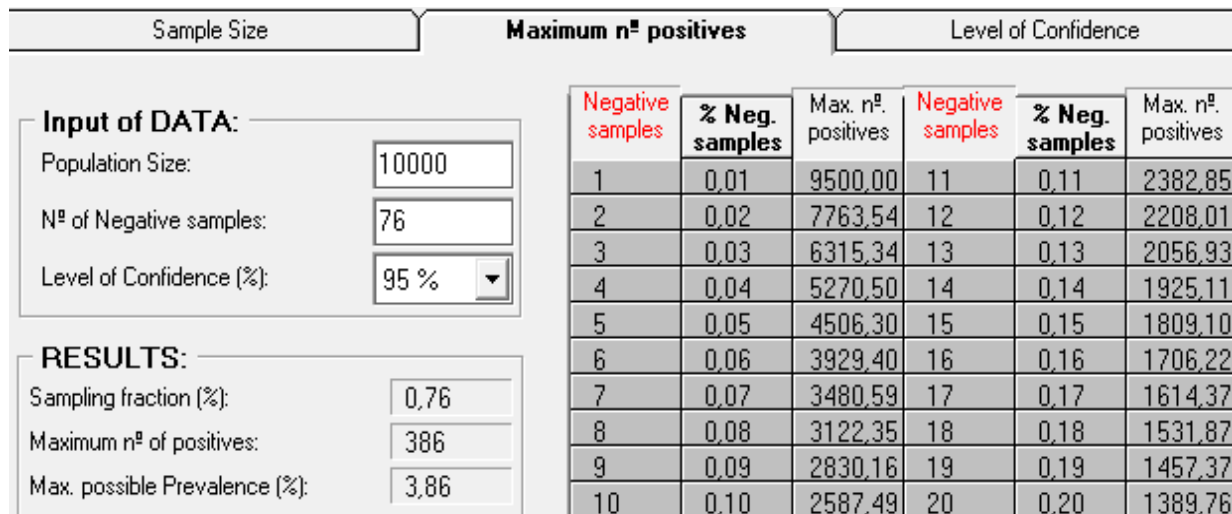 Sample Size Maximum nº positives Level of Confidence
Input of DATA:
Population Size: 10000
Nº of Negative samples: 76
Level of Confidence (%): 95 %
RESULTS:
Sampling fraction (%): 0,76
Maximum nº of positives: 386
Max. possible Prevalence (%): 3,86
Negative samples % Neg. samples Max. nº. positives Negative samples % Neg. samples Max. nº. positives
1 0,01 9500,00 11 0,11 2382,85
2 0,02 7763,54 12 0,12 2208,01
3 0,03 6315,34 13 0,13 2056,93
4 0,04 5270,50 14 0,14 1925,11
5 0,05 4506,30 15 0,15 1809,10
6 0,06 3929,40 16 0,16 1706,22
7 0,07 3480,59 17 0,17 1614,37
8 0,08 3122,35 18 0,18 1531,87
9 0,09 2830,16 19 0,19 1457,37
10 0,10 2587,49 20 0,20 1389,76